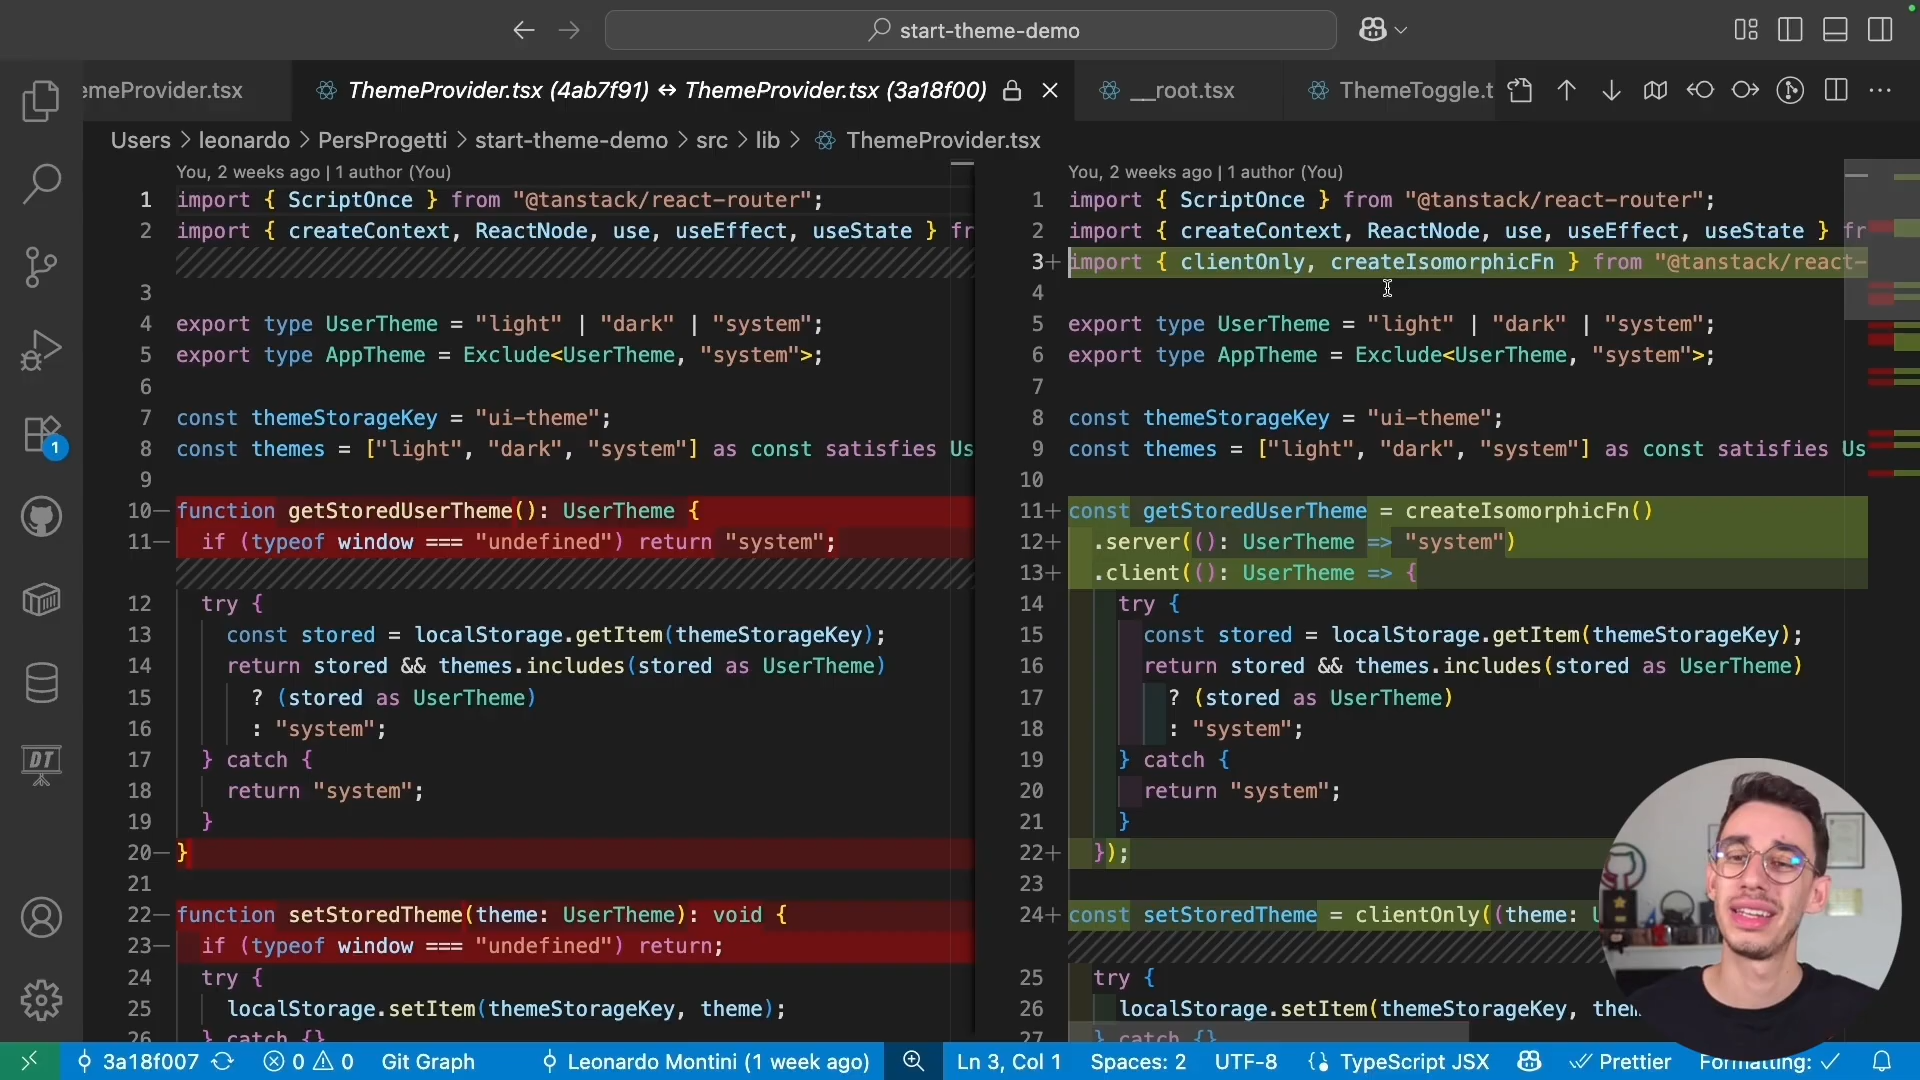 start-theme-demo
emeProvider.tsx
ThemeProvider.tsx (4ab7f91) ↔ ThemeProvider.tsx (3a18f00)
__root.tsx
ThemeToggle.t
Users > leonardo > PersProgetti > start-theme-demo > src > lib > ThemeProvider.tsx
You, 2 weeks ago | 1 author (You)
1 import { ScriptOnce } from "@tanstack/react-router";
2 import { createContext, ReactNode, use, useEffect, useState } fr
3
4 export type UserTheme = "light" | "dark" | "system";
5 export type AppTheme = Exclude<UserTheme, "system">;
6
7 const themeStorageKey = "ui-theme";
8 const themes = ["light", "dark", "system"] as const satisfies Us
9
10— function getStoredUserTheme(): UserTheme {
11— if (typeof window === "undefined") return "system";
12 try {
13 const stored = localStorage.getItem(themeStorageKey);
14 return stored && themes.includes(stored as UserTheme)
15 ? (stored as UserTheme)
16 : "system";
17 } catch {
18 return "system";
19 }
20— }
21
22— function setStoredTheme(theme: UserTheme): void {
23— if (typeof window === "undefined") return;
24 try {
25 localStorage.setItem(themeStorageKey, theme);
26 } catch {}
You, 2 weeks ago | 1 author (You)
1 import { ScriptOnce } from "@tanstack/react-router";
2 import { createContext, ReactNode, use, useEffect, useState } fr
3+ import { clientOnly, createIsomorphicFn } from "@tanstack/react-
4
5 export type UserTheme = "light" | "dark" | "system";
6 export type AppTheme = Exclude<UserTheme, "system">;
7
8 const themeStorageKey = "ui-theme";
9 const themes = ["light", "dark", "system"] as const satisfies Us
10
11+ const getStoredUserTheme = createIsomorphicFn()
12+ .server((): UserTheme => "system")
13+ .client((): UserTheme => {
14 try {
15 const stored = localStorage.getItem(themeStorageKey);
16 return stored && themes.includes(stored as UserTheme)
17 ? (stored as UserTheme)
18 : "system";
19 } catch {
20 return "system";
21 }
22+ });
23
24+ const setStoredTheme = clientOnly((theme: U
25 try {
26 localStorage.setItem(themeStorageKey, them
27 } catch {}
1
DT
3a18f007
0
0
Git Graph
Leonardo Montini (1 week ago)
Ln 3, Col 1
Spaces: 2
UTF-8
TypeScript JSX
Prettier
Formatting: ✓